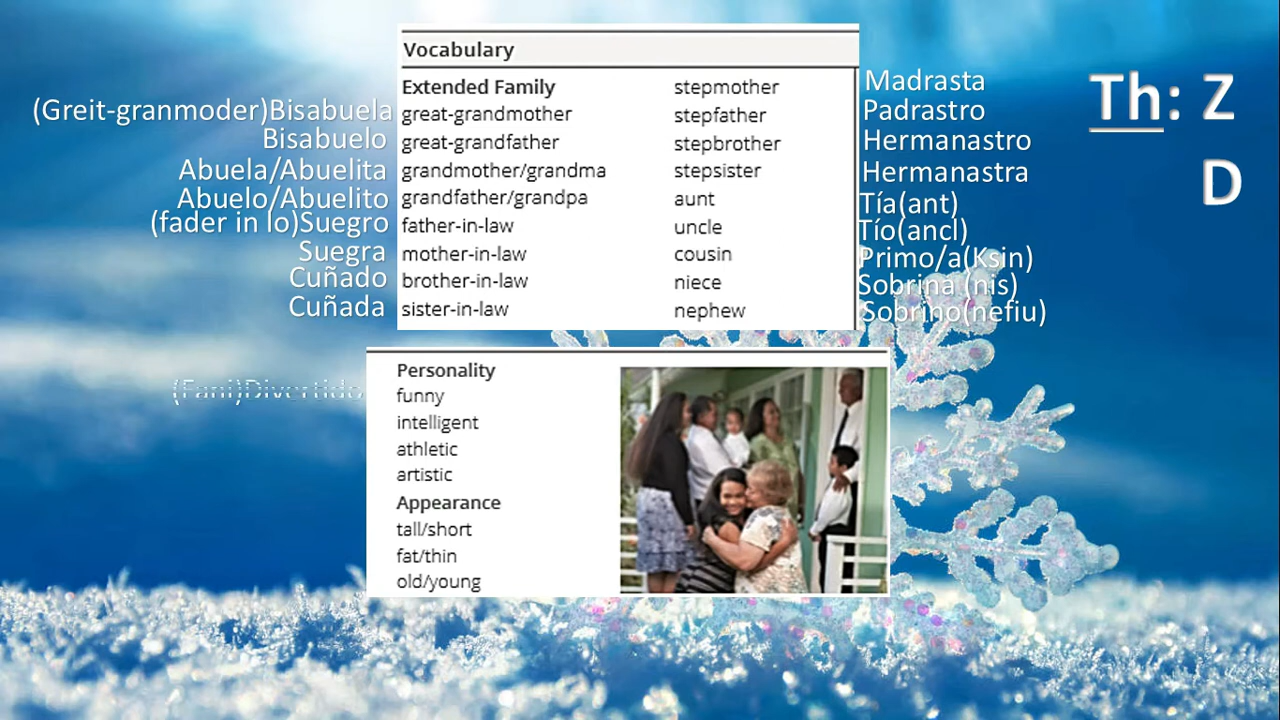 Vocabulary
Extended Family
great-grandmother
great-grandfather
grandmother/grandma
grandfather/grandpa
father-in-law
mother-in-law
brother-in-law
sister-in-law
stepmother
stepfather
stepbrother
stepsister
aunt
uncle
cousin
niece
nephew
(Greit-granmoder)Bisabuela
Bisabuelo
Abuela/Abuelita
Abuelo/Abuelito
(fader in lo)Suegro
Suegra
Cuñado
Cuñada
Madrasta
Padrastro
Hermanastro
Hermanastra
Tía(ant)
Tío(ancl)
Primo/a(Ksin)
Sobrina (nis)
Sobrino(nefiu)
Th: Z
D
(Fani)Divertido
Personality
funny
intelligent
athletic
artistic
Appearance
tall/short
fat/thin
old/young